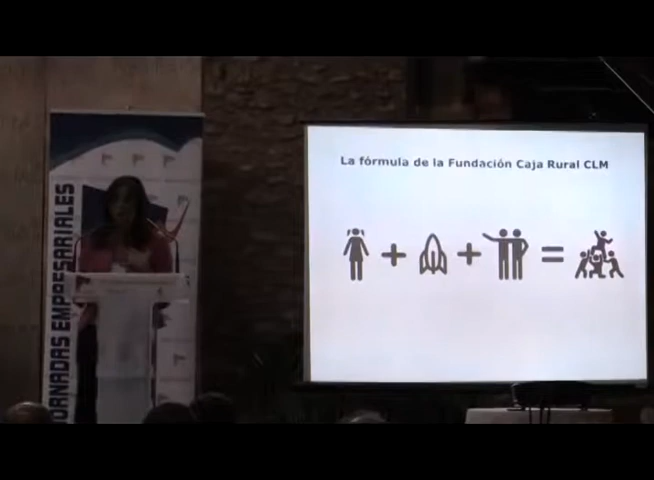 JORNADAS EMPRESARIALES
La fórmula de la Fundación Caja Rural CLM
+ + =